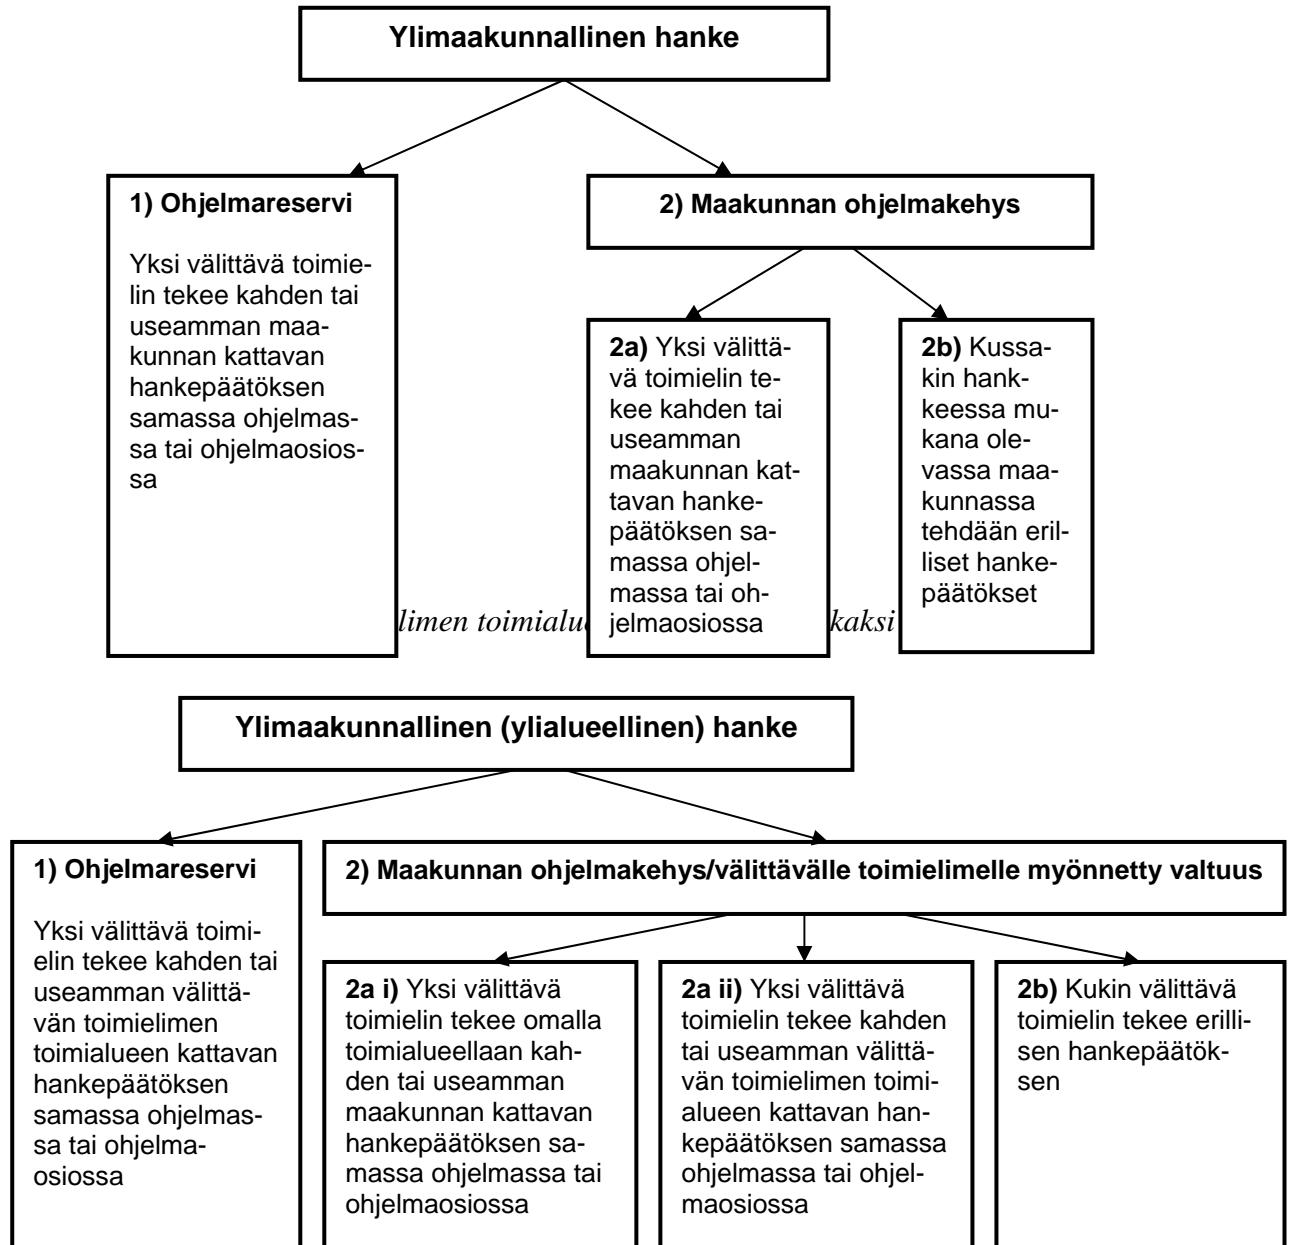 Ylimaakunnallinen hanke
1) Ohjelmareservi
Yksi välittävä toimie-
lin tekee kahden tai
useamman maa-
kunnan kattavan
hankepäätöksen
samassa ohjelmas-
sa tai ohjelmaosios-
sa
2) Maakunnan ohjelmakehys
2a) Yksi välittä-
vä toimielin te-
kee kahden tai
useamman
maakunnan kat-
tavan hanke-
päätöksen sa-
massa ohjel-
massa tai oh-
jelmaosiossa
2b) Kussa-
kin hank-
keessa mu-
kana ole-
vassa maa-
kunnassa
tehdään eril-
liset hanke-
päätökset
limen toimialu kaksi
Ylimaakunnallinen (ylialueellinen) hanke
1) Ohjelmareservi
Yksi välittävä toimi-
elin tekee kahden tai
useamman välittä-
vän toimielimen
toimialueen kattavan
hankepäätöksen
samassa ohjelmas-
sa tai ohjelma-
osiossa
2) Maakunnan ohjelmakehys/välittävälle toimielimelle myönnetty valtuus
2a i) Yksi välittävä
toimielin tekee omalla
toimialueellaan kah-
den tai useamman
maakunnan kattavan
hankepäätöksen sa-
massa ohjelmassa tai
ohjelmaosiossa
2a ii) Yksi välittävä
toimielin tekee kahden
tai useamman välittä-
vän toimielimen toimi-
alueen kattavan han-
kepäätöksen samassa
ohjelmassa tai ohjel-
maosiossa
2b) Kukin välittävä
toimielin tekee erilli-
sen hankepäätök-
sen